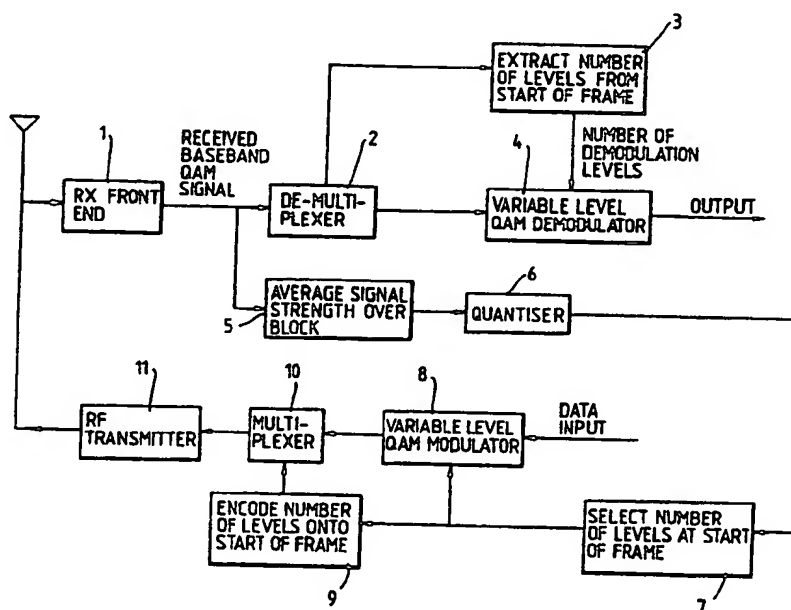 3
EXTRACT NUMBER
OF LEVELS FROM
START OF FRAME
1
RECEIVED
BASEBAND
QAM
SIGNAL
2
NUMBER OF
DEMODULATION
LEVELS
4
RX FRONT
END
DE-MULTI-
PLEXER
VARIABLE LEVEL
QAM DEMODULATOR
OUTPUT
5
AVERAGE SIGNAL
STRENGTH OVER
BLOCK
6
QUANTISER
11
RF
TRANSMITTER
10
MULTI-
PLEXER
8
VARIABLE LEVEL
QAM MODULATOR
DATA
INPUT
ENCODE NUMBER
OF LEVELS ONTO
START OF FRAME
9
SELECT NUMBER
OF LEVELS AT START
OF FRAME
7